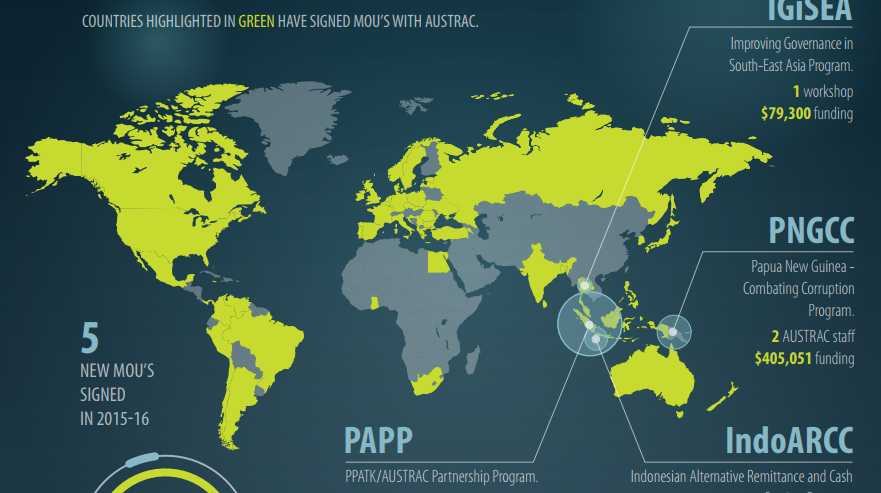 COUNTRIES HIGHLIGHTED IN GREEN HAVE SIGNED MOU'S WITH AUSTRAC.
IGiSEA
Improving Governance in
South-East Asia Program.
1 workshop
$79,300 funding
PNGCC
Papua New Guinea -
Combating Corruption
Program.
2 AUSTRAC staff
$405,051 funding
5
NEW MOU'S
SIGNED
IN 2015-16
PAPP
PPATK/AUSTRAC Partnership Program.
IndoARCC
Indonesian Alternative Remittance and Cash